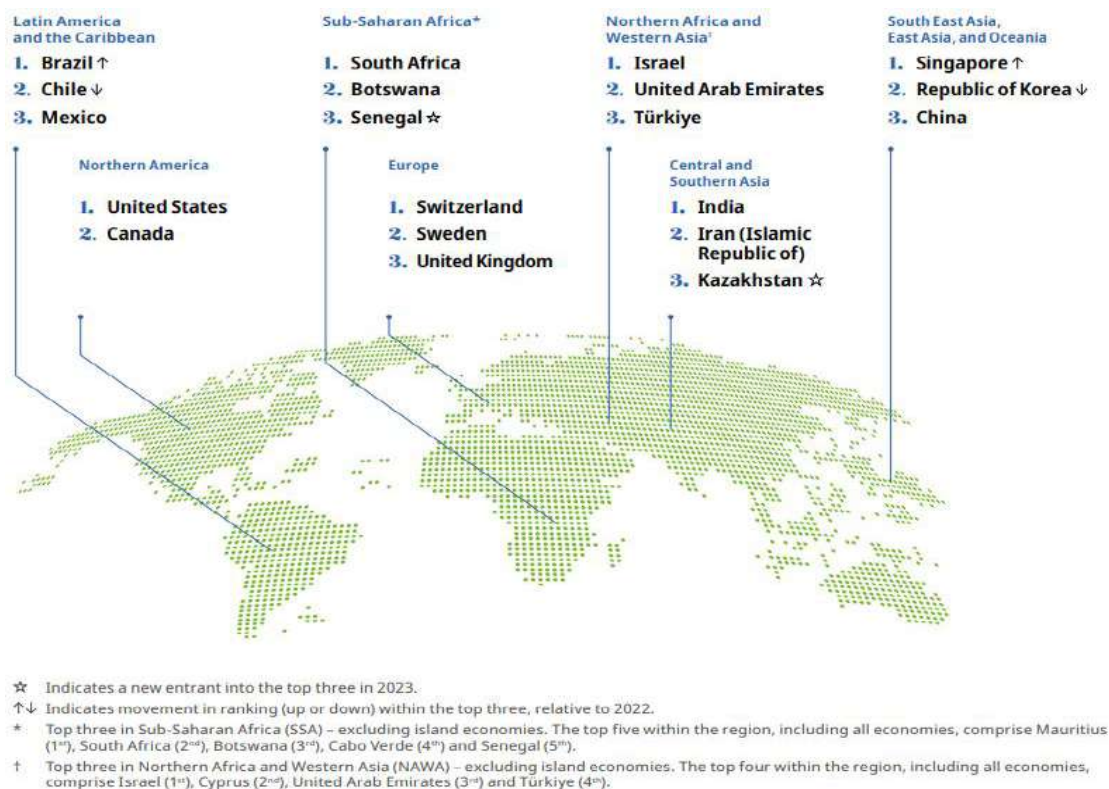 Latin America
and the Caribbean
1. Brazil ↑
2. Chile ↓
3. Mexico
Sub-Saharan Africa*
1. South Africa
2. Botswana
3. Senegal ☆
Northern Africa and
Western Asia†
1. Israel
2. United Arab Emirates
3. Türkiye
South East Asia,
East Asia, and Oceania
1. Singapore ↑
2. Republic of Korea ↓
3. China
Northern America
1. United States
2. Canada
Europe
1. Switzerland
2. Sweden
3. United Kingdom
Central and
Southern Asia
1. India
2. Iran (Islamic
Republic of)
3. Kazakhstan ☆
☆ Indicates a new entrant into the top three in 2023.
↑↓ Indicates movement in ranking (up or down) within the top three, relative to 2022.
* Top three in Sub-Saharan Africa (SSA) – excluding island economies. The top five within the region, including all economies, comprise Mauritius
(1st), South Africa (2nd), Botswana (3rd), Cabo Verde (4th) and Senegal (5th).
† Top three in Northern Africa and Western Asia (NAWA) – excluding island economies. The top four within the region, including all economies,
comprise Israel (1st), Cyprus (2nd), United Arab Emirates (3rd) and Türkiye (4th).